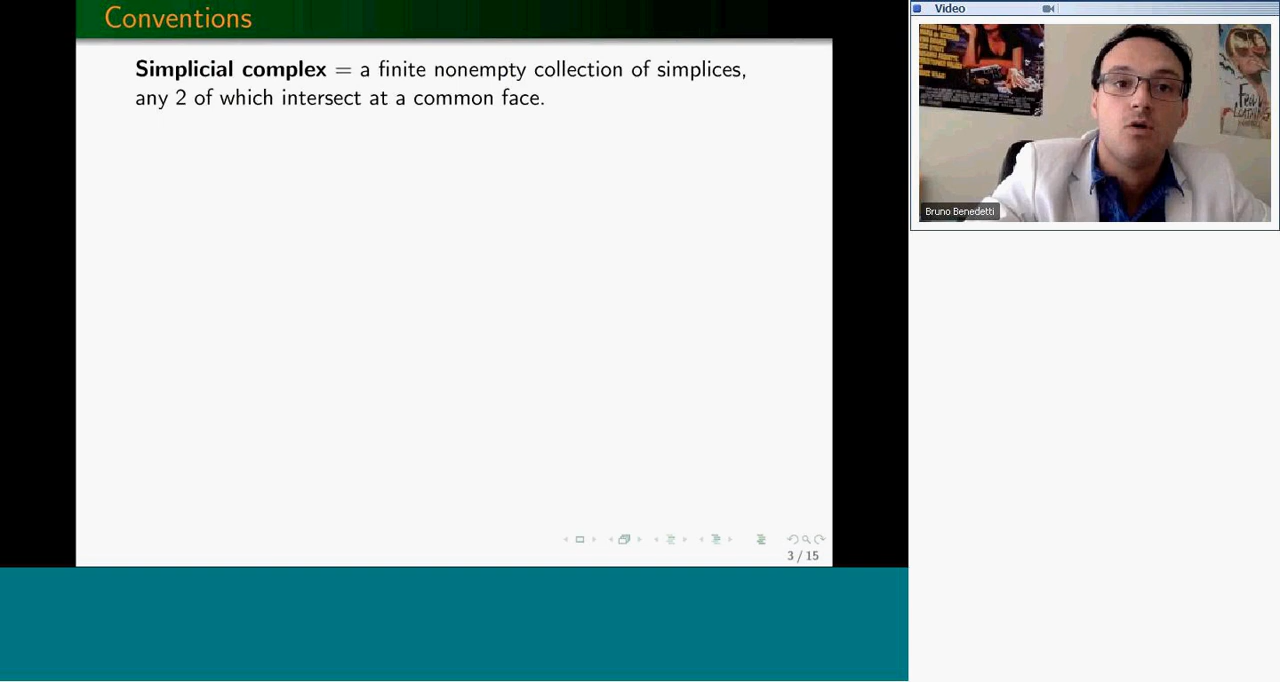 Conventions
Simplicial complex = a finite nonempty collection of simplices,
any 2 of which intersect at a common face.
3 / 15
Video
Bruno Benedetti